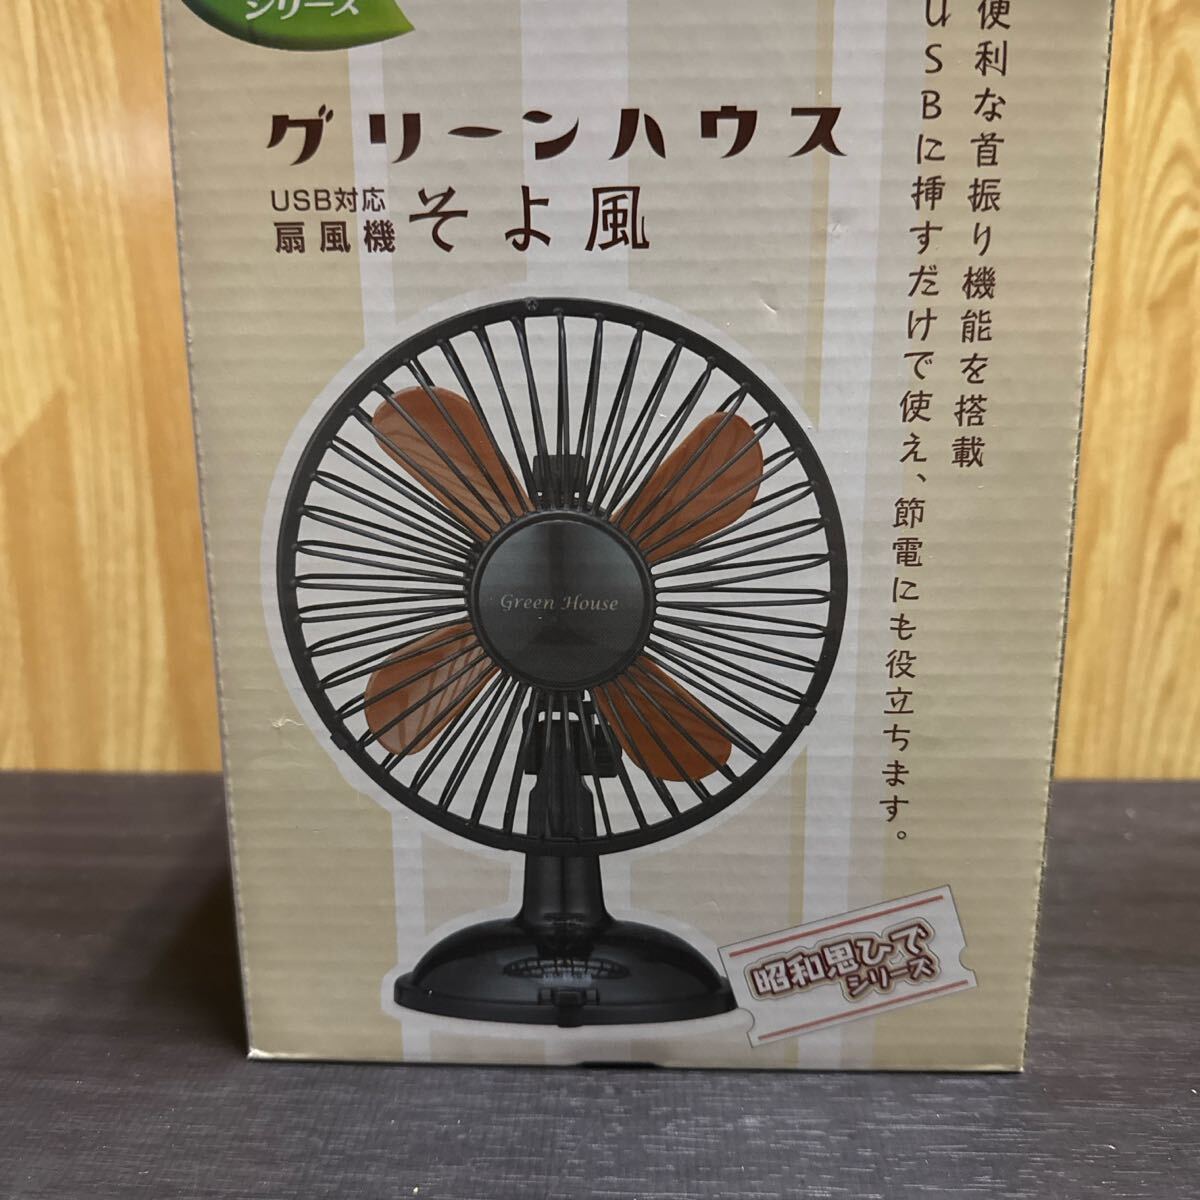 シリーズ
便利な首振り機能を搭載
USBに挿すだけで使え、節電にも役立ちます。
グリーンハウス
USB対応
扇風機
そよ風
Green House
昭和思ひで
シリーズ